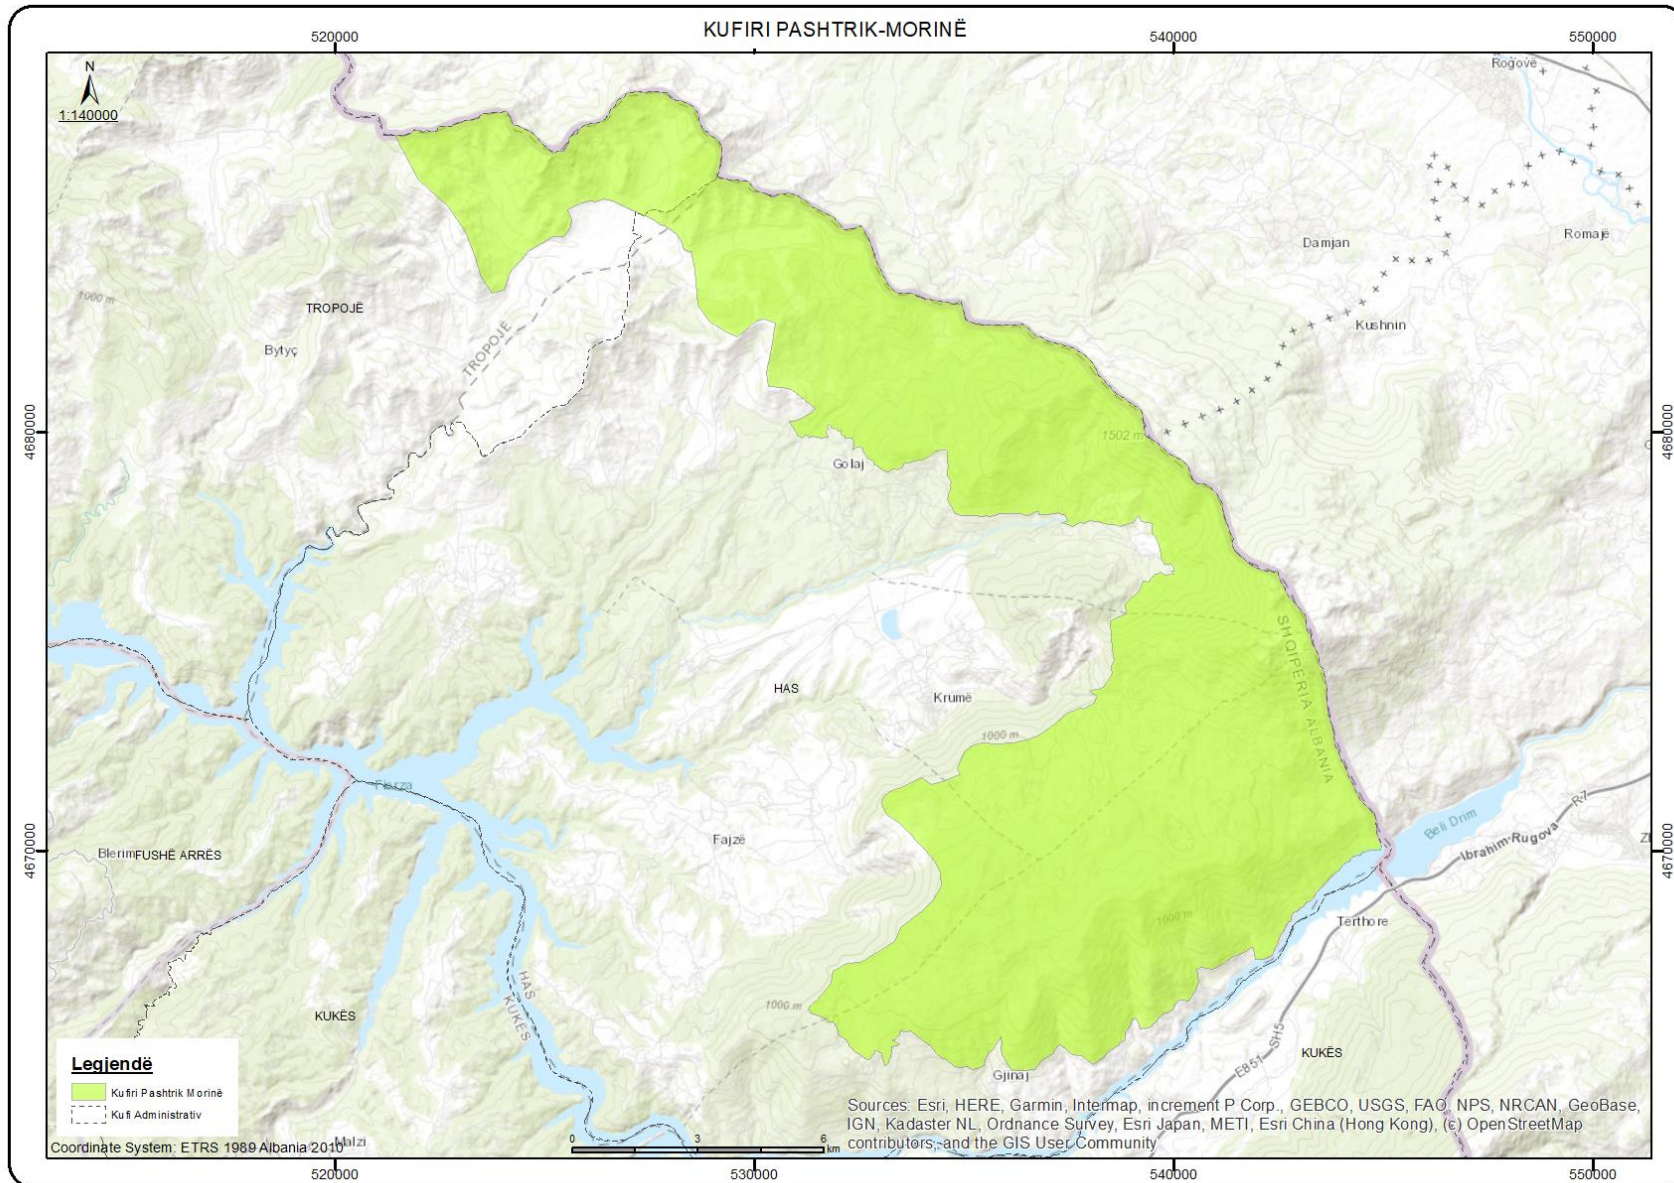 KUFIRI PASHTRIK-MORINË
520000
540000
550000
N
1:140000
Rogovë
Romajë
Damjan
1000 m
TROPOJË
Kushnin
Bytyç
TROPOJË
4680000
4680000
1502 m
Golaj
SHQIPERIA ALBANIA
HAS
Krumë
1000 m
Fierza
Beli Drim
R7
Ibrahim Rugova
Fajzë
4670000
4670000
Blerim
FUSHË ARRËS
1000 m
Terthore
HAS
KUKËS
1000 m
KUKËS
SH5
E851
KUKËS
Gjinaj
Legjendë
Kufiri Pashtrik Morinë
Kufi Administrativ
Sources: Esri, HERE, Garmin, Intermap, increment P Corp., GEBCO, USGS, FAO, NPS, NRCAN, GeoBase,
IGN, Kadaster NL, Ordnance Survey, Esri Japan, METI, Esri China (Hong Kong), (c) OpenStreetMap
contributors, and the GIS User Community
Malzi
Coordinate System: ETRS 1989 Albania 2010
0 3 6
km
520000
530000
540000
550000